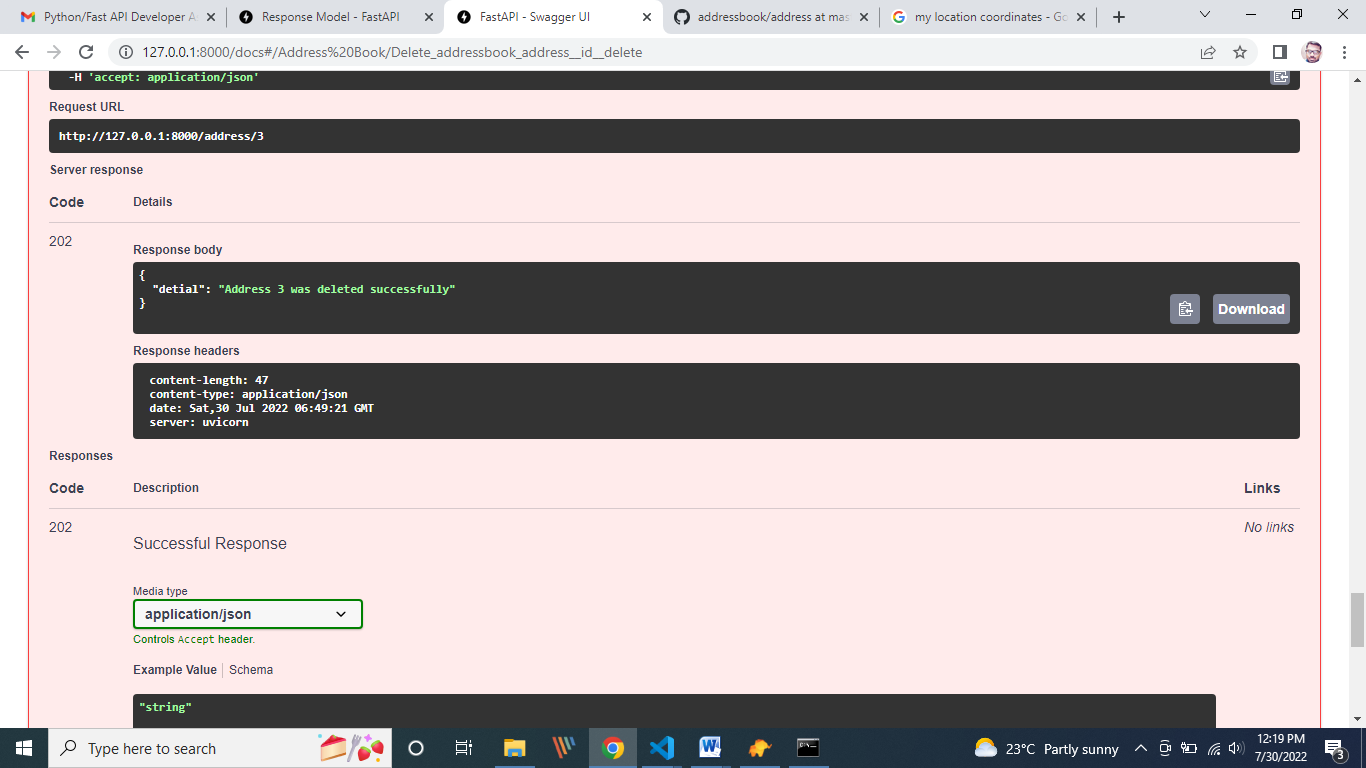 Python/Fast API Developer A
Response Model - FastAPI
FastAPI - Swagger UI
addressbook/address at mas
my location coordinates - Go
127.0.0.1:8000/docs#/Address%20Book/Delete_addressbook_address__id__delete
-H 'accept: application/json'
Request URL
http://127.0.0.1:8000/address/3
Server response
Code Details
202
Response body
{
"detial": "Address 3 was deleted successfully"
}
Download
Response headers
content-length: 47
content-type: application/json
date: Sat,30 Jul 2022 06:49:21 GMT
server: uvicorn
Responses
Code Description Links
202 No links
Successful Response
Media type
application/json
Controls Accept header.
Example Value Schema
"string"
Type here to search
23°C Partly sunny
12:19 PM
7/30/2022
3